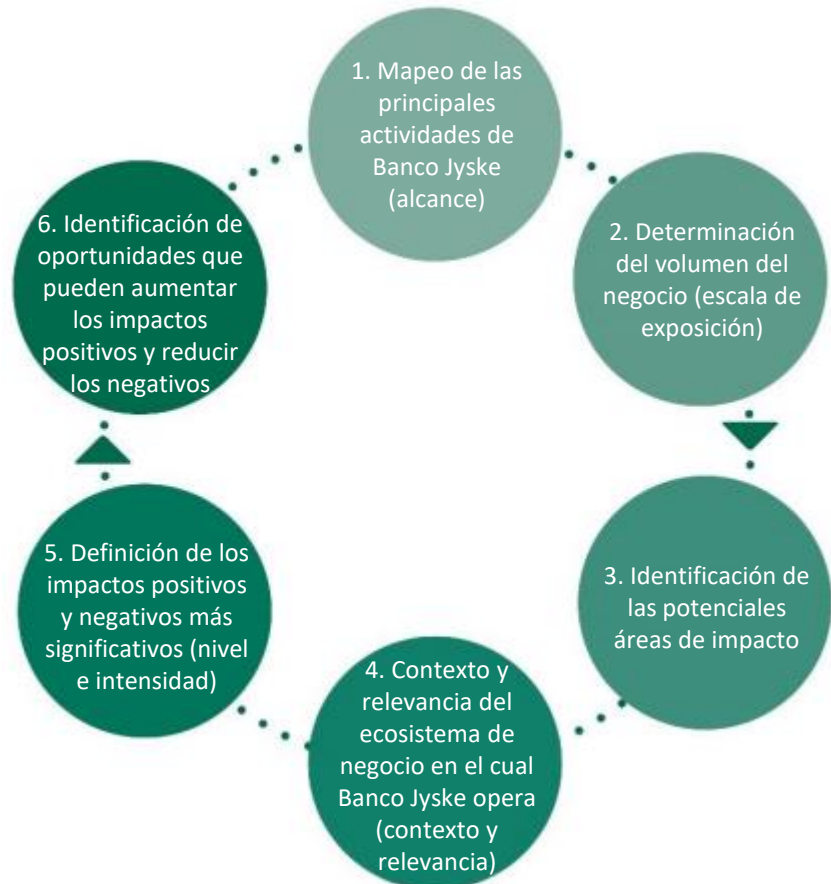 1. Mapeo de las
principales
actividades de
Banco Jyske
(alcance)
2. Determinación
del volumen del
negocio (escala de
exposición)
3. Identificación de
las potenciales
áreas de impacto
4. Contexto y
relevancia del
ecosistema de
negocio en el cual
Banco Jyske opera
(contexto y
relevancia)
5. Definición de los
impactos positivos
y negativos más
significativos (nivel
e intensidad)
6. Identificación de
oportunidades que
pueden aumentar
los impactos
positivos y reducir
los negativos